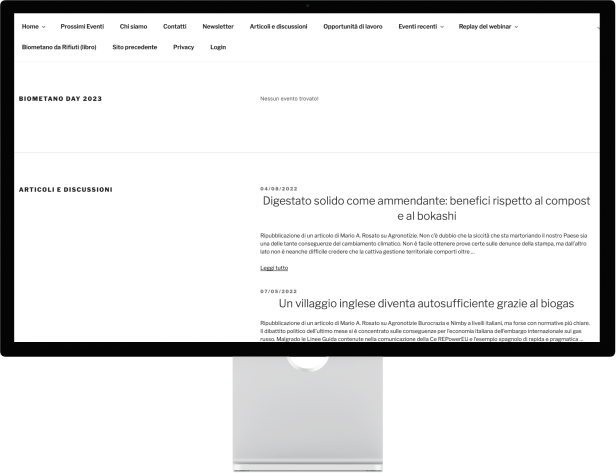 Home Prossimi Eventi Chi siamo Contatti Newsletter Articoli e discussioni Opportunità di lavoro Eventi recenti Replay del webinar
Biometano da Rifiuti (libro) Sito precedente Privacy Login
BIOMETANO DAY 2023
Nessun evento trovato!
ARTICOLI E DISCUSSIONI
04/08/2022
Digestato solido come ammendante: benefici rispetto al compost
e al bokashi
Ripubblicazione di un articolo di Mario A. Rosato su Agronotizie. Non c'è dubbio che la siccità che sta martoriando il nostro Paese sia
una delle tante conseguenze del cambiamento climatico. Non è facile ottenere prove certe sulle denunce della stampa, ma dall'altro
lato non è neanche difficile credere che la cattiva gestione territoriale comporti oltre ...
Leggi tutto
07/05/2022
Un villaggio inglese diventa autosufficiente grazie al biogas
Ripubblicazione di un articolo di Mario A. Rosato su Agronotizie Burocrazia e Nimby a livelli italiani, ma forse con normative più chiare.
Il dibattito politico dell'ultimo mese si è concentrato sulle conseguenze per l'economia italiana dell'embargo internazionale sul gas
russo. Malgrado le Linee Guida contenute nella comunicazione della Ce REPowerEU e l'esempio spagnolo di rapida e pragmatica ...